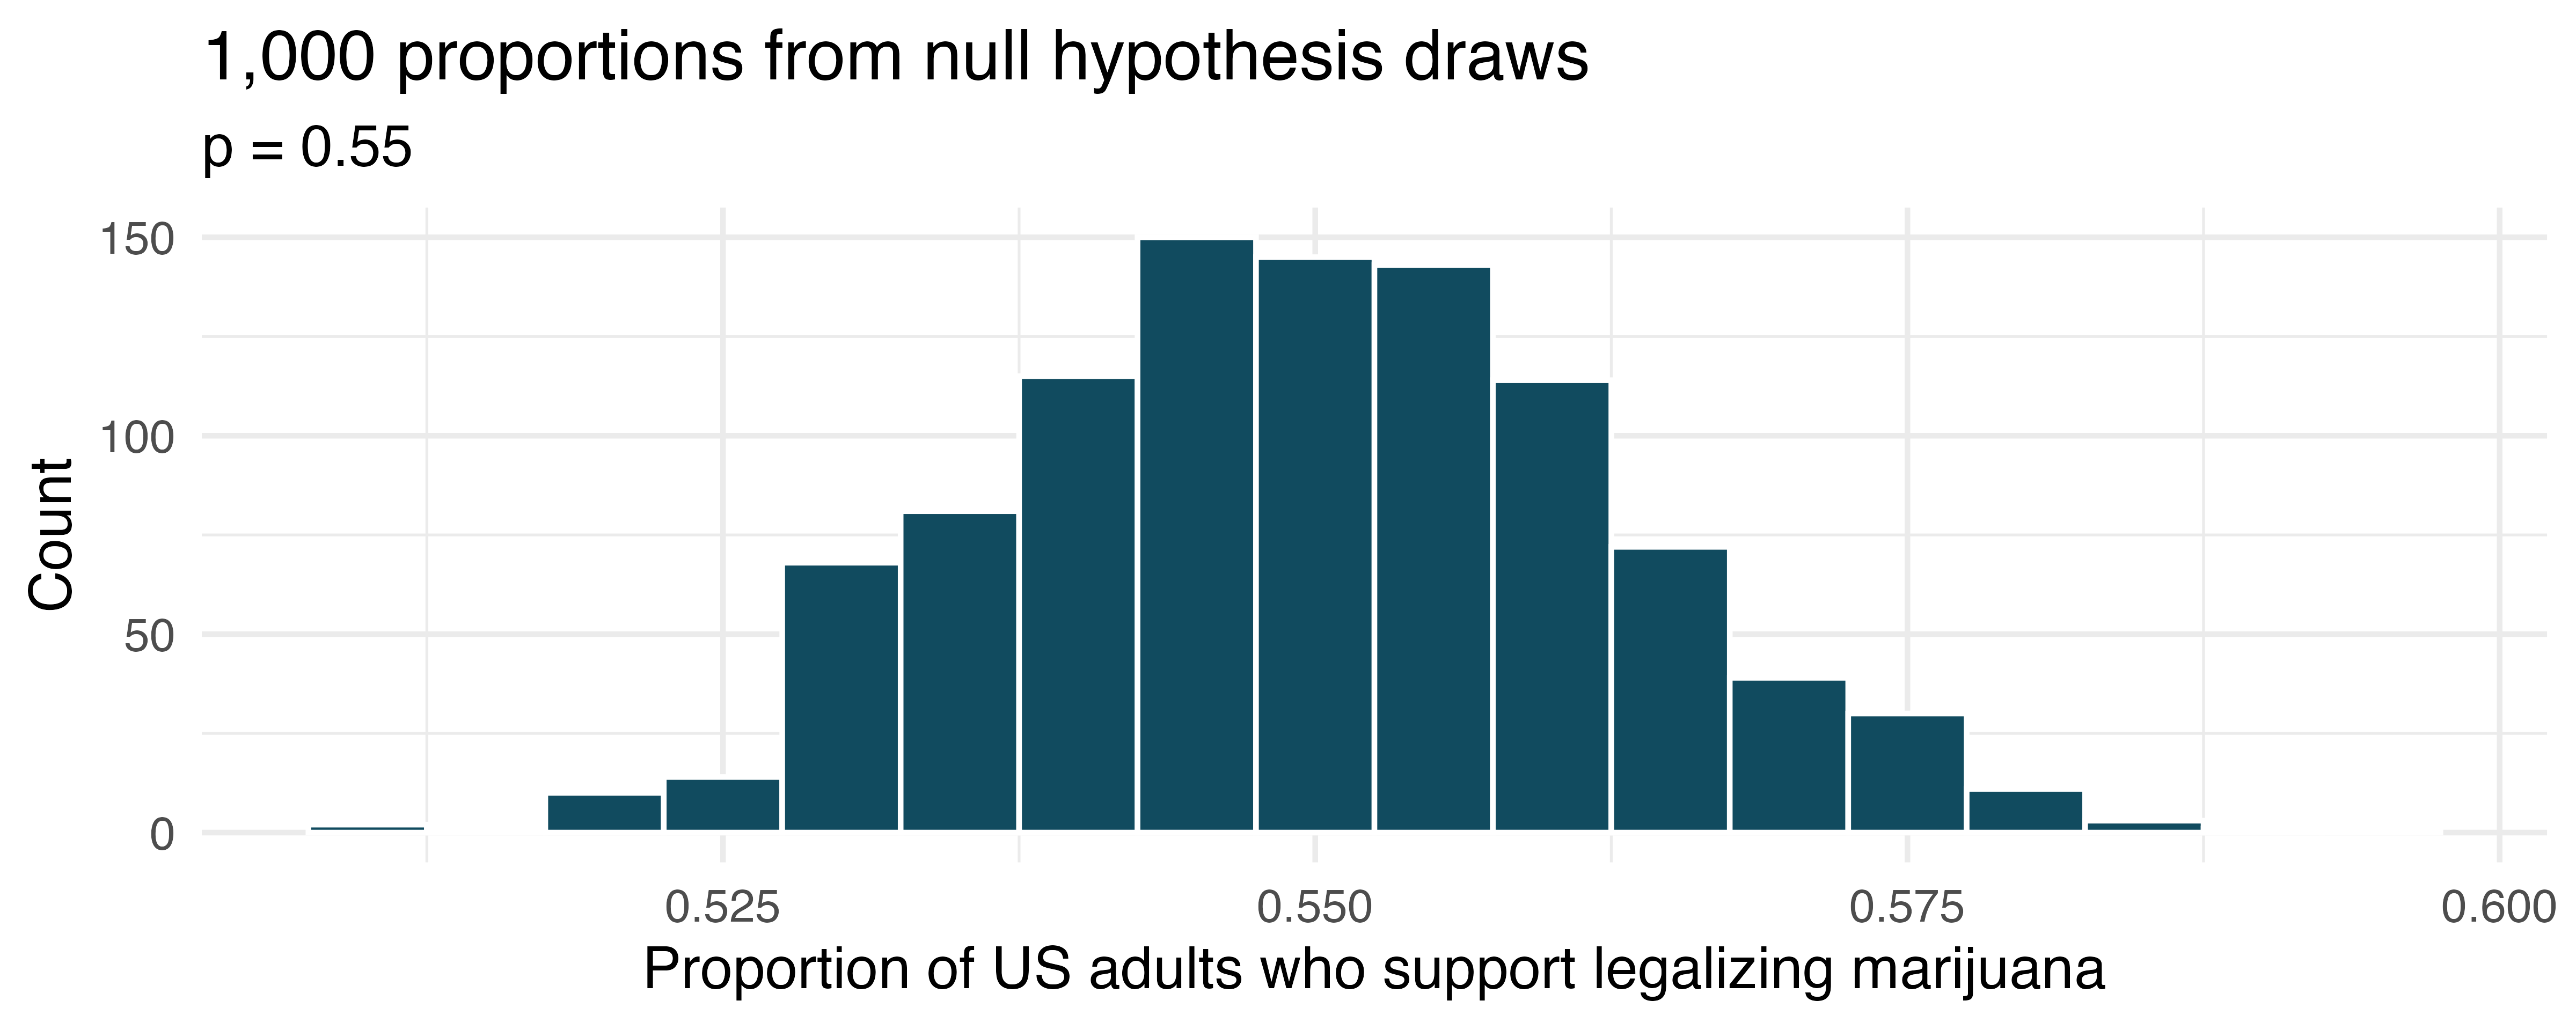 1,000 proportions from null hypothesis draws
p = 0.55
150
100
50
0
Count
0.525 0.550 0.575 0.600
Proportion of US adults who support legalizing marijuana